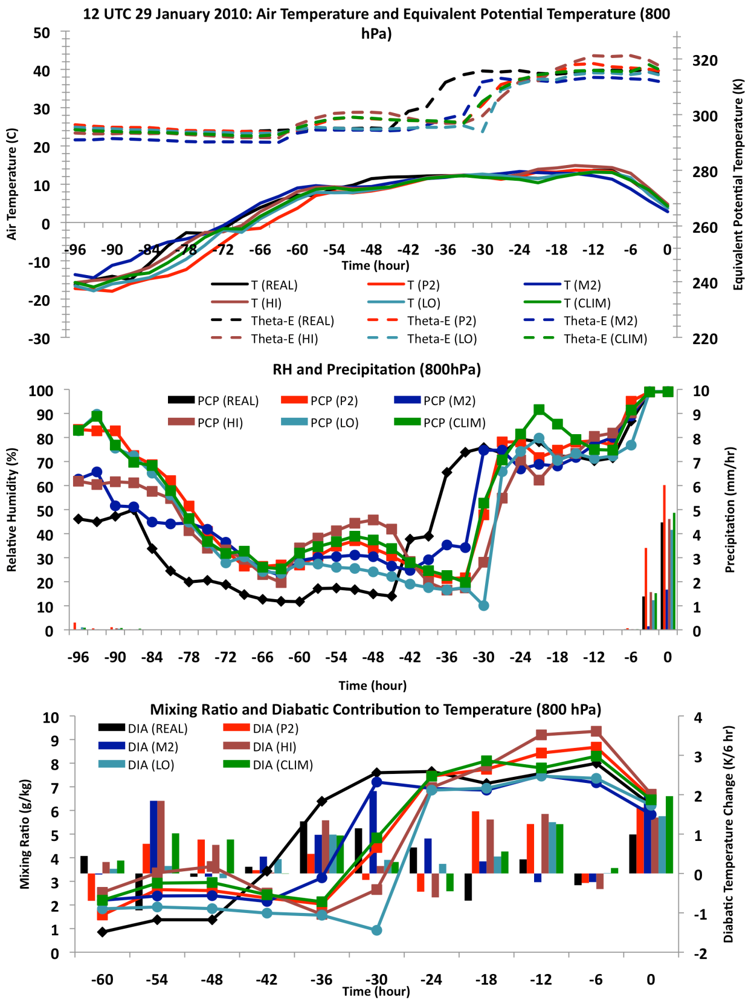 12 UTC 29 January 2010: Air Temperature and Equivalent Potential Temperature (800
hPa)
50
40
30
20
10
0
-10
-20
-30
Air Temperature (C)
320
300
280
260
240
220
Equivalent Potential Temperature (K)
-96 -90 -84 -78 -72 -66 -60 -54 -48 -42 -36 -30 -24 -18 -12 -6 0
Time (hour)
T (REAL) T (P2) T (M2)
T (HI) T (LO) T (CLIM)
Theta-E (REAL) Theta-E (P2) Theta-E (M2)
Theta-E (HI) Theta-E (LO) Theta-E (CLIM)
RH and Precipitation (800hPa)
100
90
80
70
60
50
40
30
20
10
0
Relative Humidity (%)
PCP (REAL) PCP (P2) PCP (M2)
PCP (HI) PCP (LO) PCP (CLIM)
10
9
8
7
6
5
4
3
2
1
0
Precipitation (mm/hr)
-96 -90 -84 -78 -72 -66 -60 -54 -48 -42 -36 -30 -24 -18 -12 -6 0
Time (hour)
Mixing Ratio and Diabatic Contribution to Temperature (800 hPa)
10
9
8
7
6
5
4
3
2
1
0
Mixing Ratio (g/kg)
DIA (REAL) DIA (P2)
DIA (M2) DIA (HI)
DIA (LO) DIA (CLIM)
4
3
2
1
0
-1
-2
Diabatic Temperature Change (K/6 hr)
-60 -54 -48 -42 -36 -30 -24 -18 -12 -6 0
Time (hour)